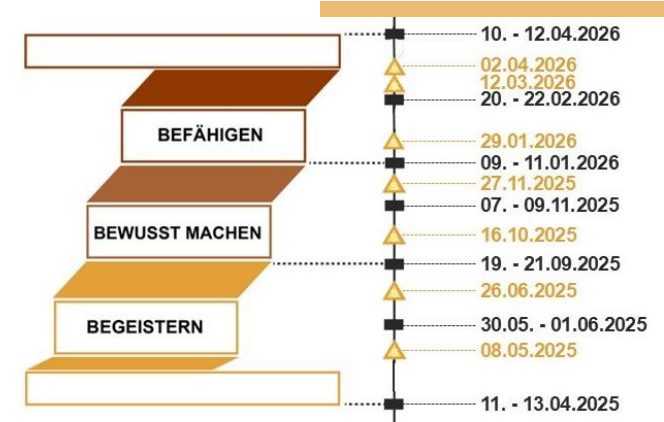 10. - 12.04.2026
02.04.2026
12.03.2026
20. - 22.02.2026
BEFÄHIGEN
29.01.2026
09. - 11.01.2026
27.11.2025
07. - 09.11.2025
BEWUSST MACHEN
16.10.2025
19. - 21.09.2025
26.06.2025
BEGEISTERN
30.05. - 01.06.2025
08.05.2025
11. - 13.04.2025